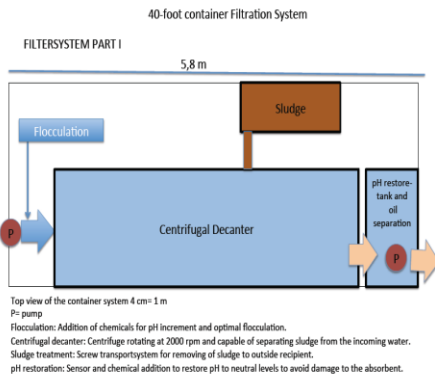 40-foot container Filtration System
FILTERSYSTEM PART I
5,8 m
Sludge
Flocculation
pH restore-
tank and
oil
separation
Centrifugal Decanter
P
P
Top view of the container system 4 cm= 1 m
P= pump
Flocculation: Addition of chemicals for pH increment and optimal flocculation.
Centrifugal decanter: Centrifuge rotating at 2000 rpm and capable of separating sludge from the incoming water.
Sludge treatment: Screw transportsystem for removing of sludge to outside recipient.
pH restoration: Sensor and chemical addition to restore pH to neutral levels to avoid damage to the absorbent.